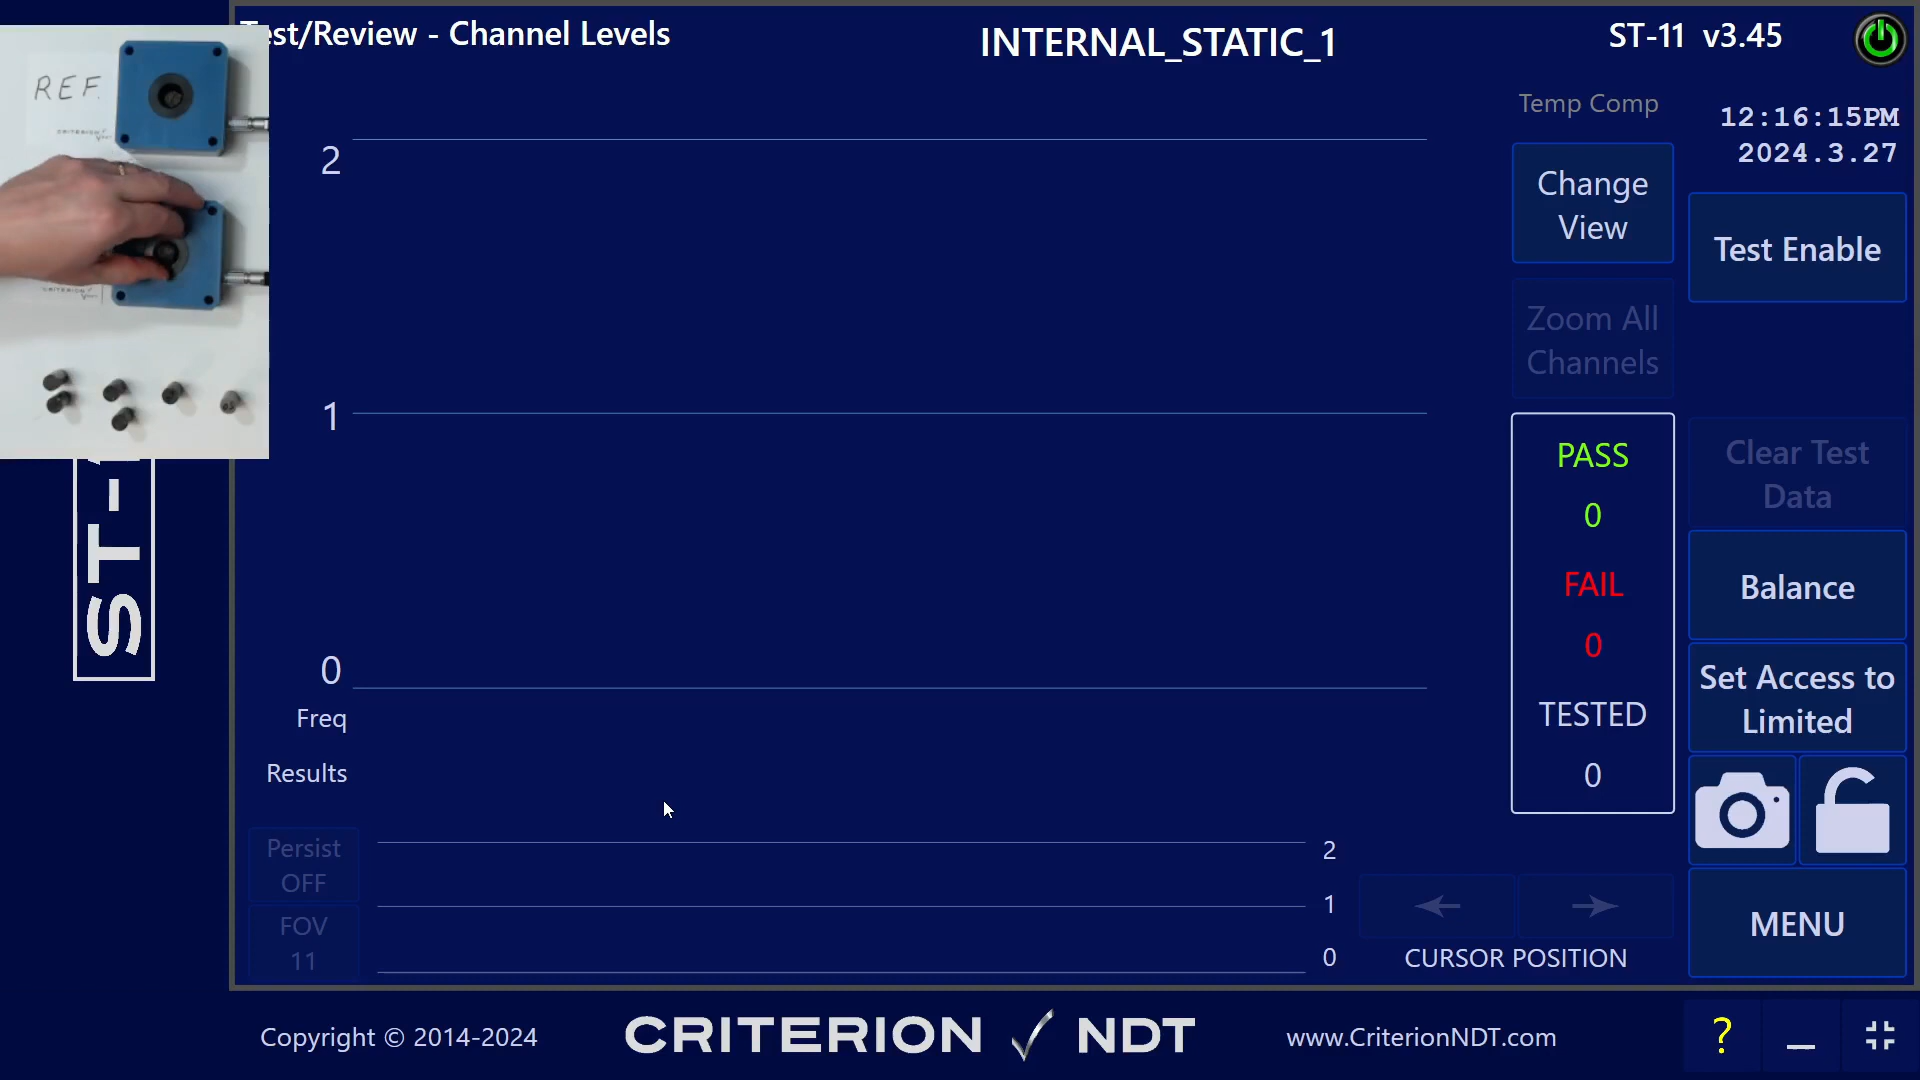 Test/Review - Channel Levels
INTERNAL_STATIC_1
ST-11 v3.45
REF.
Temp Comp
12:16:15PM
2024.3.27
2
1
0
Change
View
Test Enable
Zoom All
Channels
PASS
0
FAIL
0
TESTED
0
Clear Test
Data
Balance
Set Access to
Limited
Freq
Results
Persist
OFF
FOV
11
2
1
0
CURSOR POSITION
MENU
ST-
Copyright © 2014-2024
CRITERION NDT
www.CriterionNDT.com
?